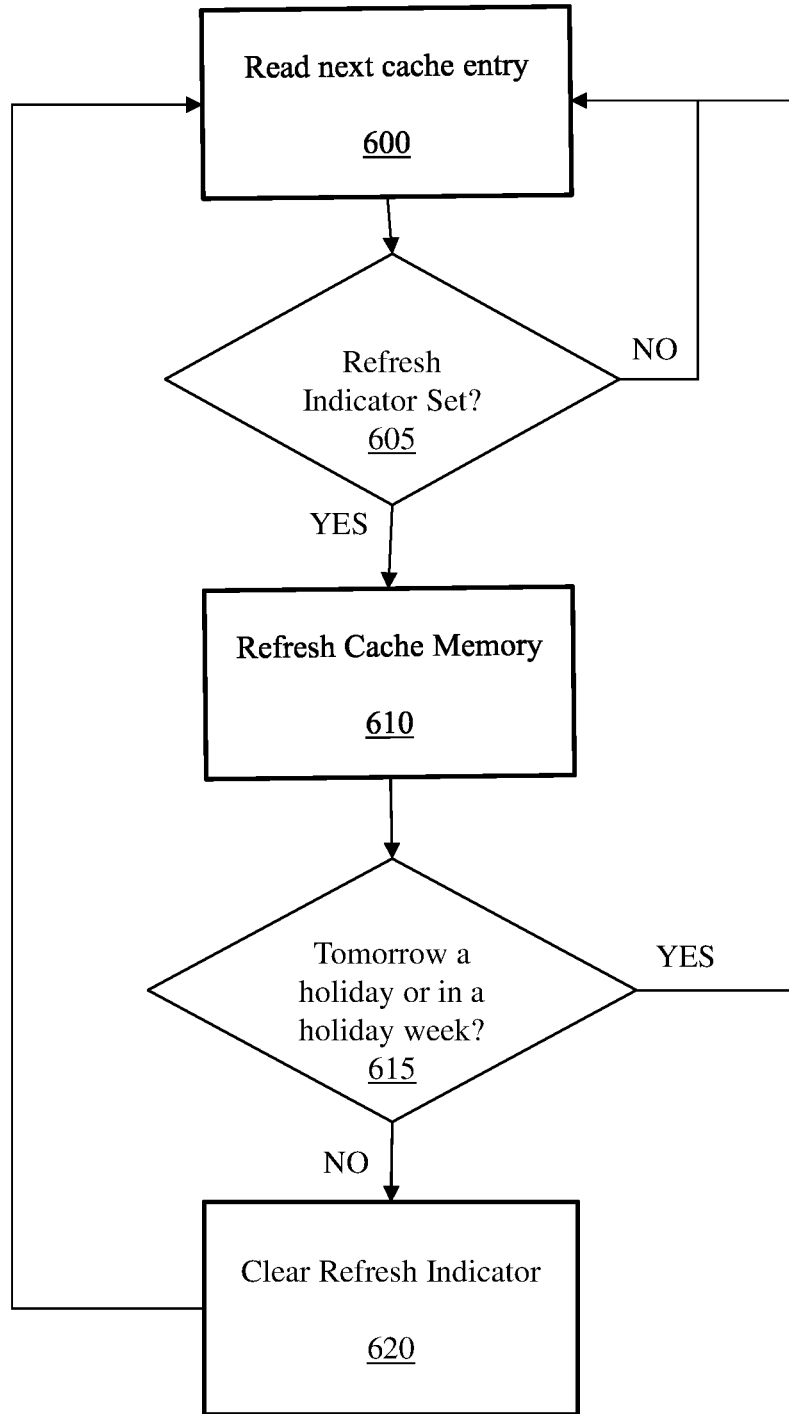 Read next cache entry
600
Refresh
Indicator Set?
605
NO
YES
Refresh Cache Memory
610
Tomorrow a
holiday or in a
holiday week?
615
YES
NO
Clear Refresh Indicator
620